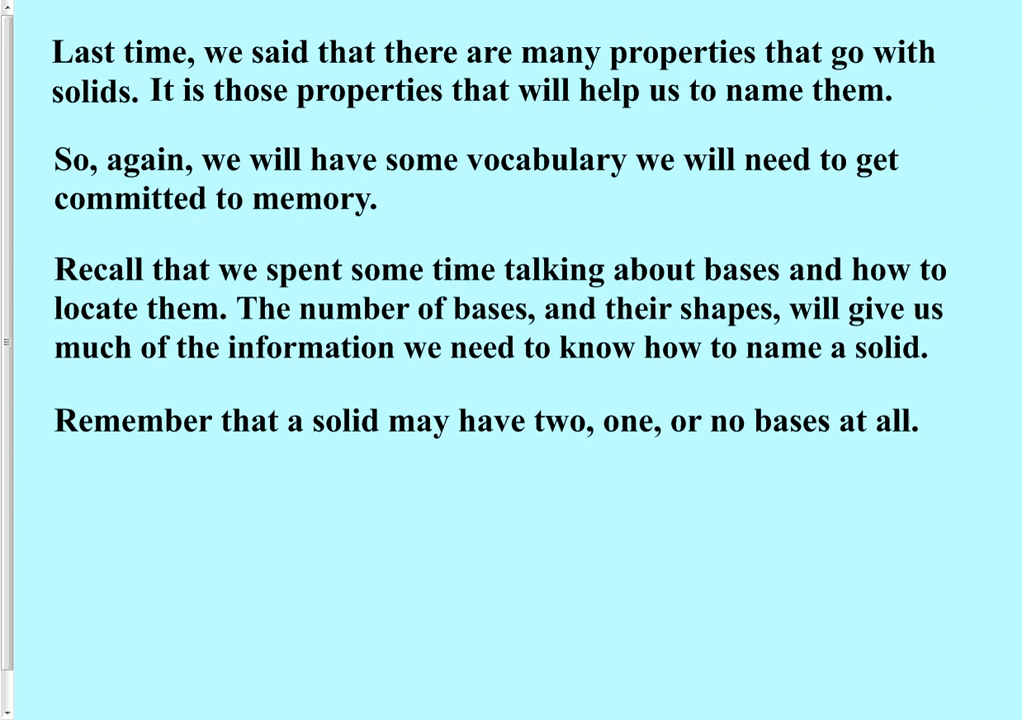 Last time, we said that there are many properties that go with
solids. It is those properties that will help us to name them.
So, again, we will have some vocabulary we will need to get
committed to memory.
Recall that we spent some time talking about bases and how to
locate them. The number of bases, and their shapes, will give us
much of the information we need to know how to name a solid.
Remember that a solid may have two, one, or no bases at all.